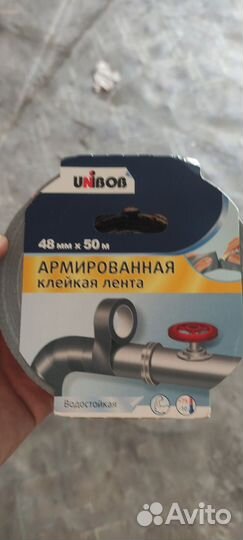 UNIBOB
48 мм x 50 м
АРМИРОВАННАЯ
клейкая лента
Водостойкая
Avito